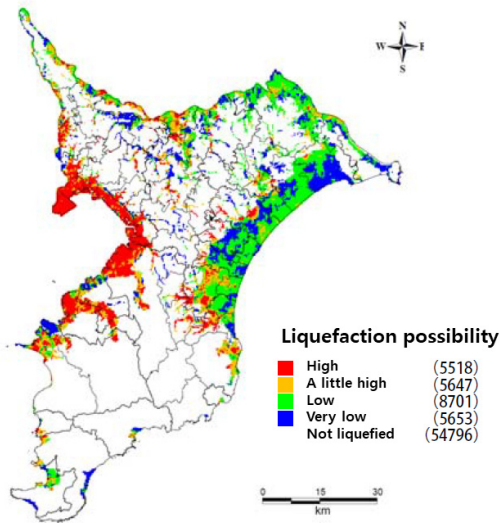 N
W E
S
Liquefaction possibility
High (5518)
A little high (5647)
Low (8701)
Very low (5653)
Not liquefied (54796)
0 15 30
km